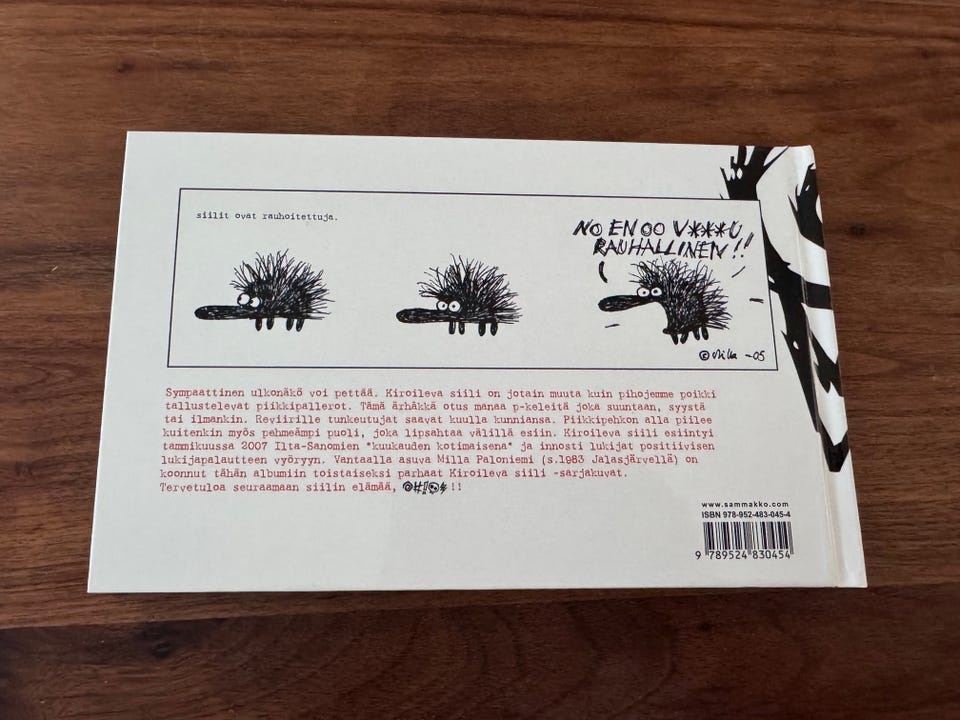 siilit ovat rauhoitettuja.
NO EN OO V***U
RAUHALLINEN!!
© Milla -05
Sympaattinen ulkonäkö voi pettää. Kiroileva siili on jotain muuta kuin pihojemme poikki
tallustelevat piikkipallerot. Tämä ärhäkkä otus manaa p-keleitä joka suuntaan, syystä
tai ilmankin. Reviirille tunkeutujat saavat kuulla kunniansa. Piikkipehkon alla piilee
kuitenkin myös pehmeämpi puoli, joka lipsahtaa välillä esiin. Kiroileva siili esiintyi
tammikuussa 2007 Ilta-Sanomien "kuukauden kotimaisena" ja innosti lukijat positiivisen
lukijapalautteen vyöryyn. Vantaalla asuva Milla Paloniemi (s.1983 Jalasjärvellä) on
koonnut tähän albumiin toistaiseksi parhaat Kiroileva siili -sarjakuvat.
Tervetuloa seuraamaan siilin elämää, !!
www.sammakko.com
ISBN 978-952-483-045-4
9 789524 830454